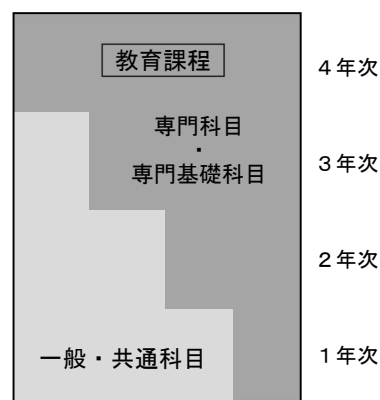 教育課程
４年次
専門科目
・
専門基礎科目
３年次
２年次
一般・共通科目
１年次